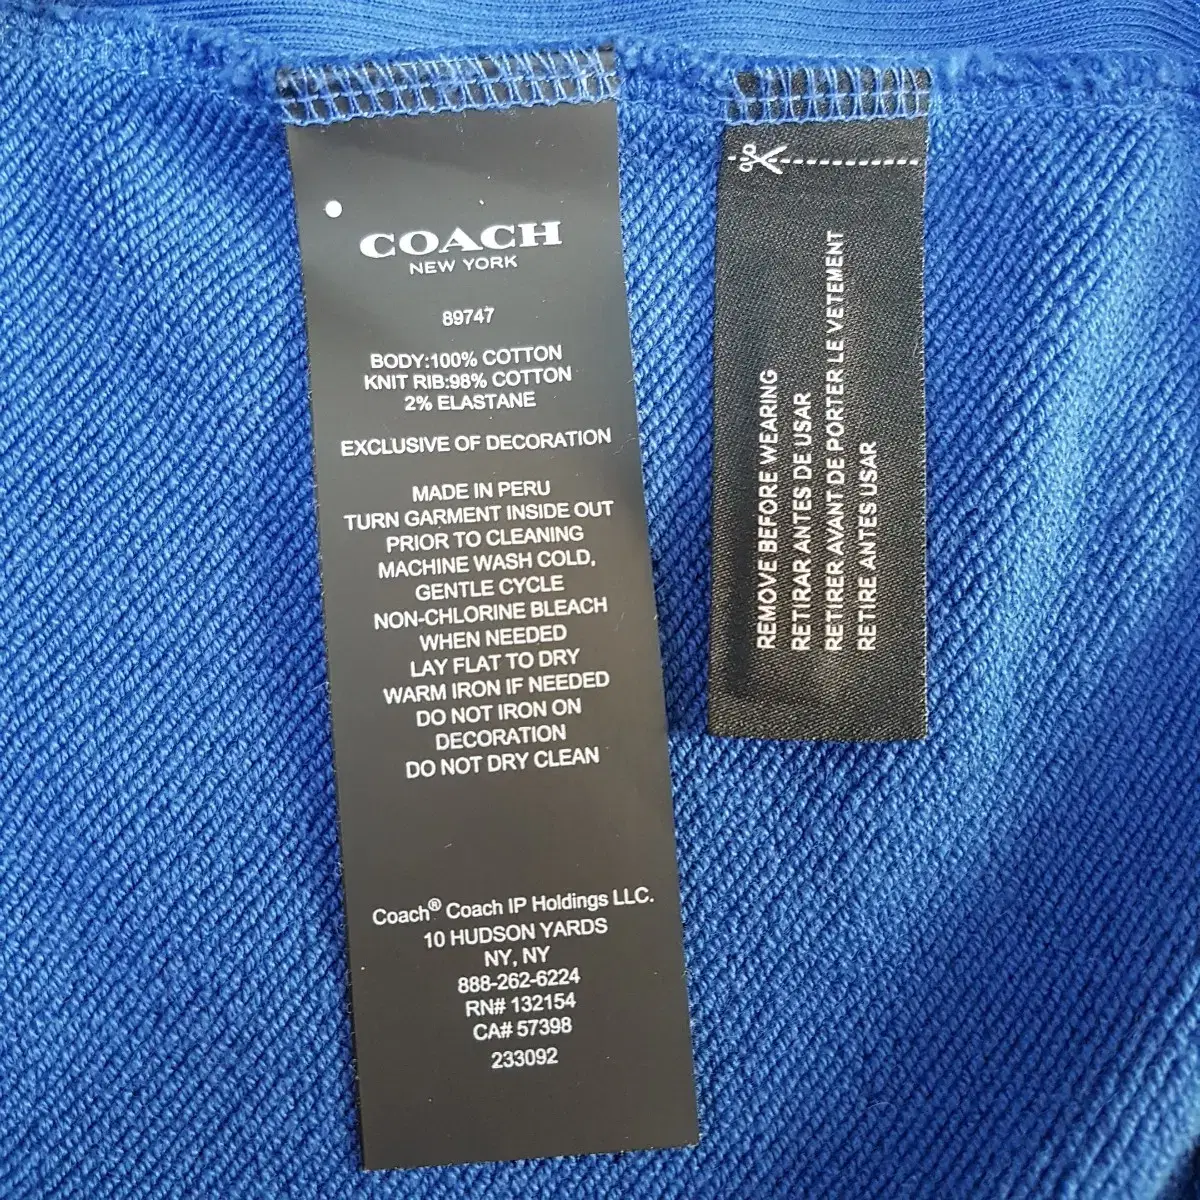 COACH
NEW YORK
89747
BODY:100% COTTON
KNIT RIB:98% COTTON
2% ELASTANE
EXCLUSIVE OF DECORATION
MADE IN PERU
TURN GARMENT INSIDE OUT
PRIOR TO CLEANING
MACHINE WASH COLD,
GENTLE CYCLE
NON-CHLORINE BLEACH
WHEN NEEDED
LAY FLAT TO DRY
WARM IRON IF NEEDED
DO NOT IRON ON
DECORATION
DO NOT DRY CLEAN
Coach® Coach IP Holdings LLC.
10 HUDSON YARDS
NY, NY
888-262-6224
RN# 132154
CA# 57398
233092
REMOVE BEFORE WEARING
RETIRAR ANTES DE USAR
RETIRER AVANT DE PORTER LE VETEMENT
RETIRE ANTES USAR